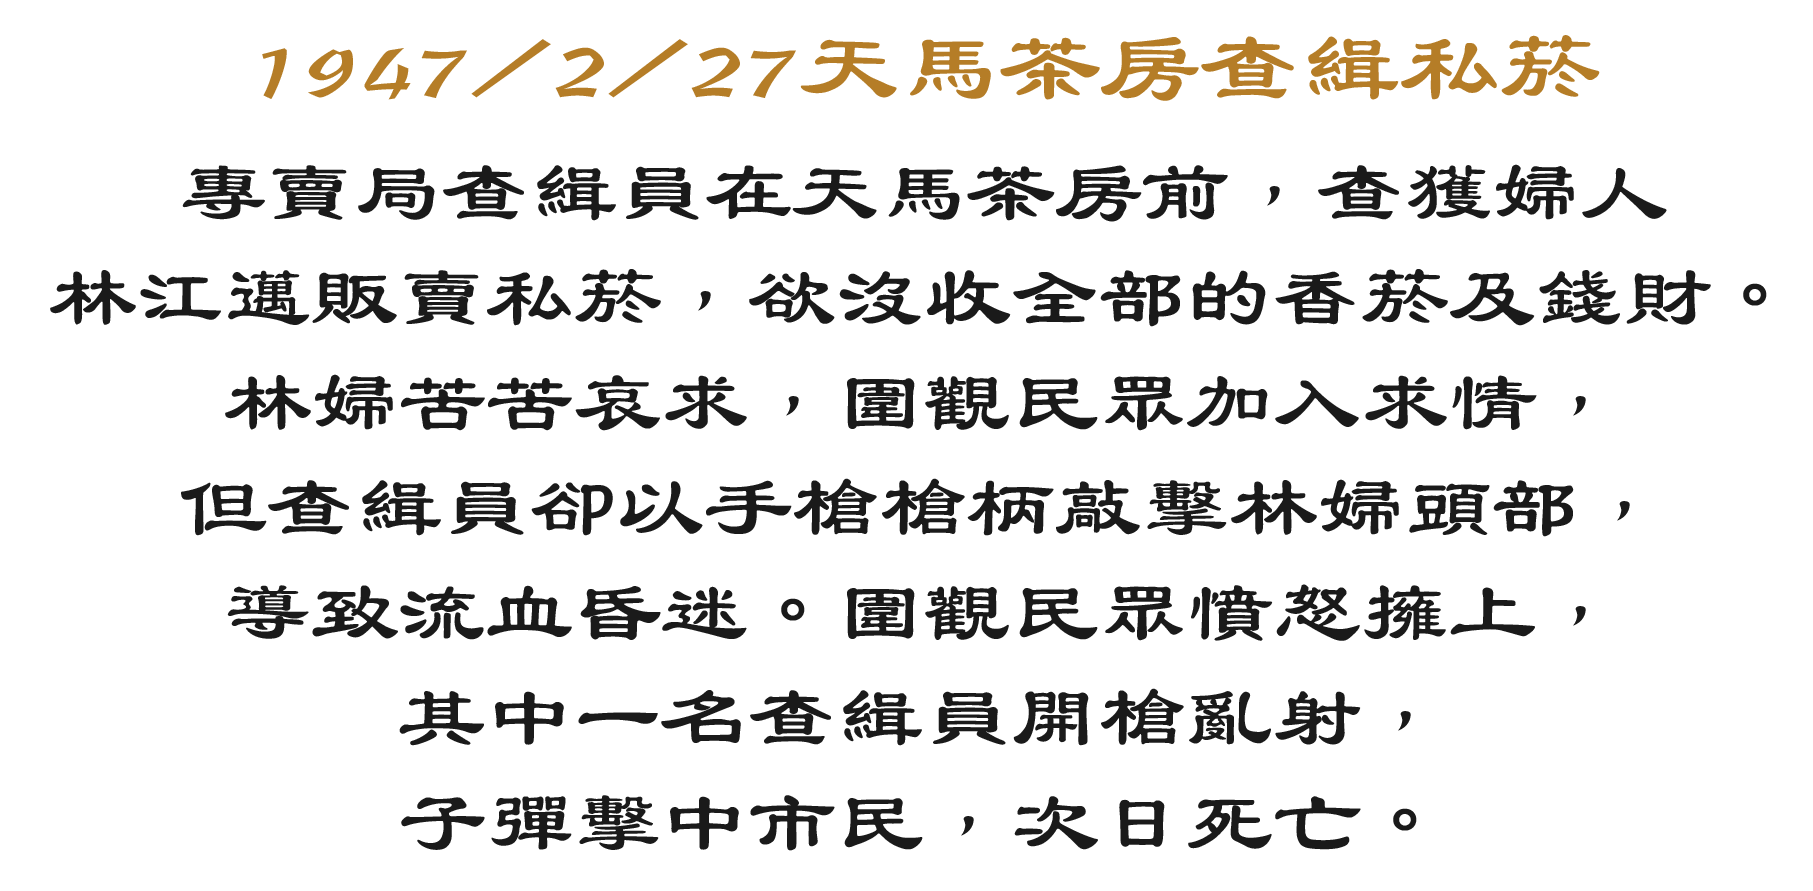 1947/2/27天馬茶房查緝私菸
專賣局查緝員在天馬茶房前，查獲婦人
林江邁販賣私菸，欲沒收全部的香菸及錢財。
林婦苦苦哀求，圍觀民眾加入求情，
但查緝員卻以手槍槍柄敲擊林婦頭部，
導致流血昏迷。圍觀民眾憤怒擁上，
其中一名查緝員開槍亂射，
子彈擊中市民，次日死亡。